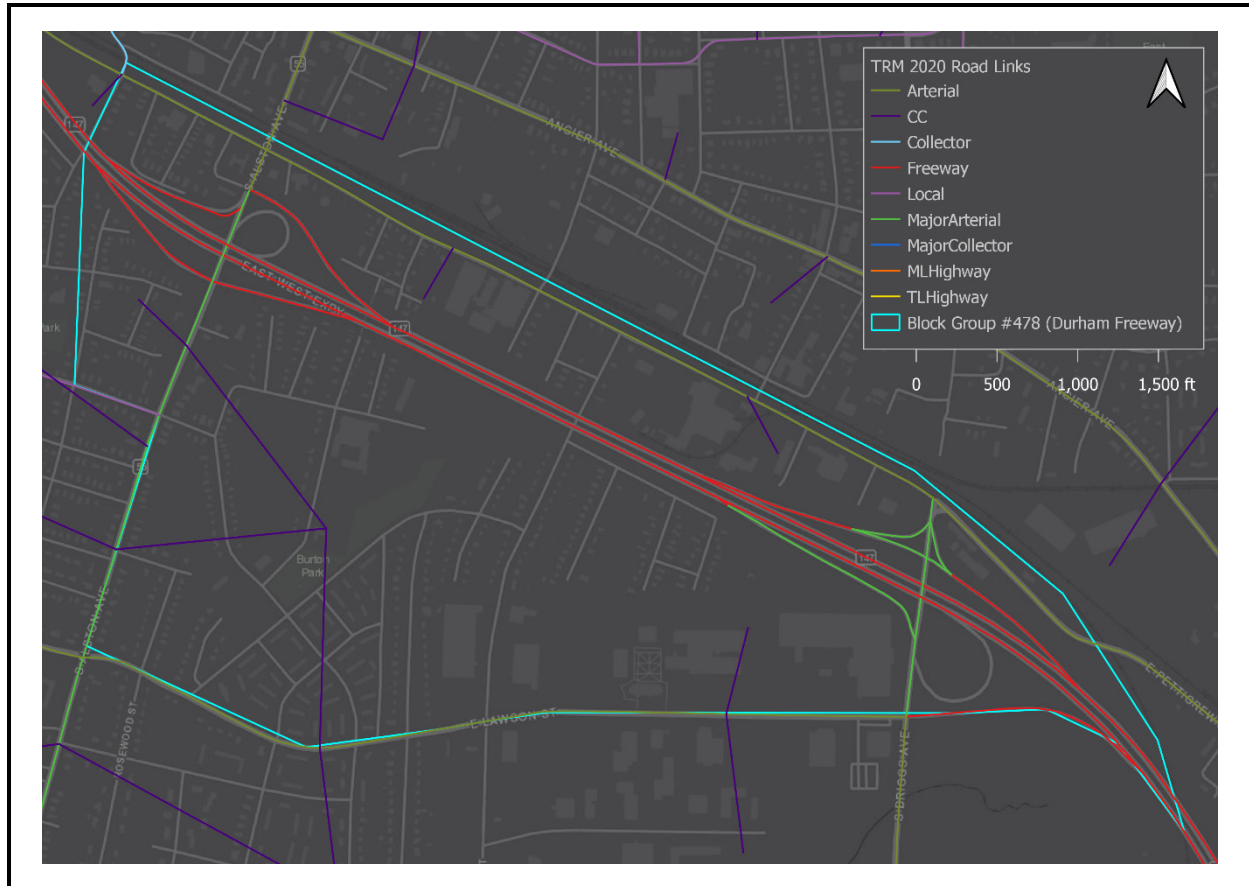 TRM 2020 Road Links
Arterial
CC
Collector
Freeway
Local
MajorArterial
MajorCollector
MLHighway
TLHighway
Block Group #478 (Durham Freeway)
0 500 1,000 1,500 ft
East
55
ANGIER AVE
147
S ALSTON AVE
EAST-WEST EXPY
147
Park
ANGIER AVE
55
Burton
Park
147
S ALSTON AVE
ROSEWOOD ST
E LAWSON ST
E PETTIGREW
S BRIGGS AVE